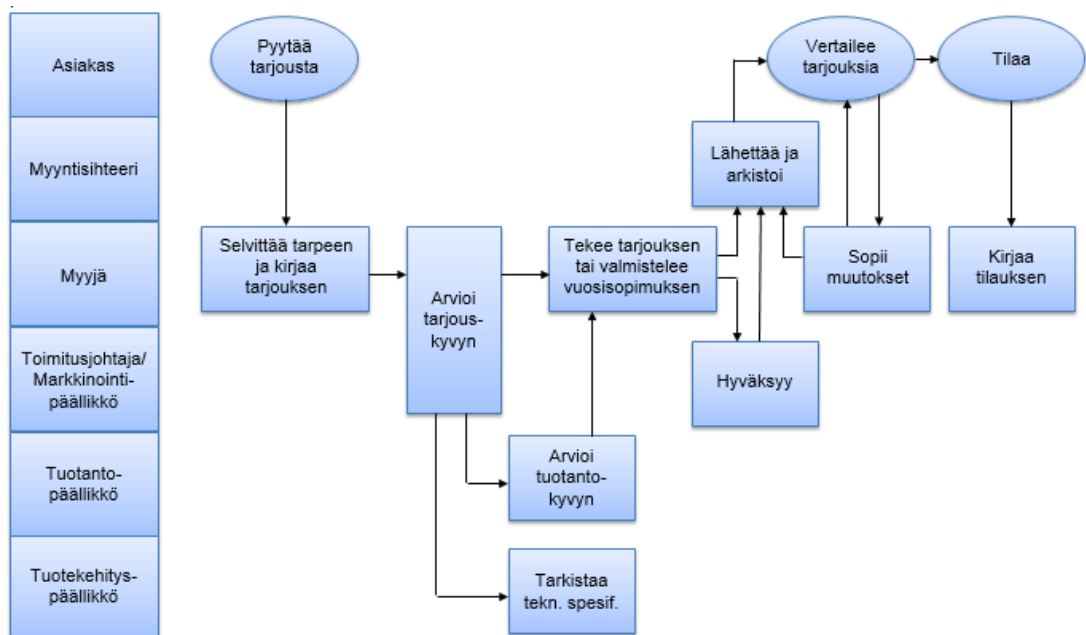 Asiakas
Myyntisihteeri
Myyjä
Toimitusjohtaja/
Markkinointi-
päällikkö
Tuotanto-
päällikkö
Tuotekehitys-
päällikkö
Pyytää
tarjousta
Vertailee
tarjouksia
Tilaa
Lähettää ja
arkistoi
Selvittää tarpeen
ja kirjaa
tarjouksen
Arvioi
tarjous-
kyvyn
Tekee tarjouksen
tai valmistelee
vuosisopimuksen
Sopii
muutokset
Kirjaa
tilauksen
Hyväksyy
Arvioi
tuotanto-
kyvyn
Tarkistaa
tekn. spesif.